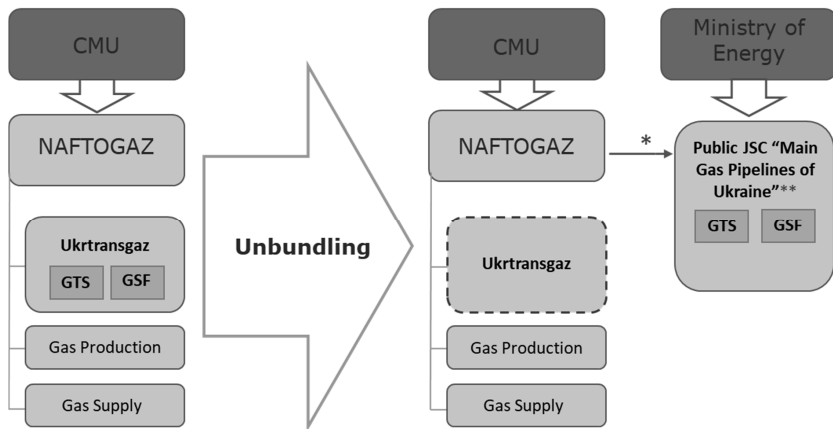 CMU
NAFTOGAZ
Ukrtransgaz
GTS GSF
Gas Production
Gas Supply
Unbundling
CMU
NAFTOGAZ
*
Ukrtransgaz
Gas Production
Gas Supply
Ministry of
Energy
Public JSC “Main
Gas Pipelines of
Ukraine”**
GTS GSF